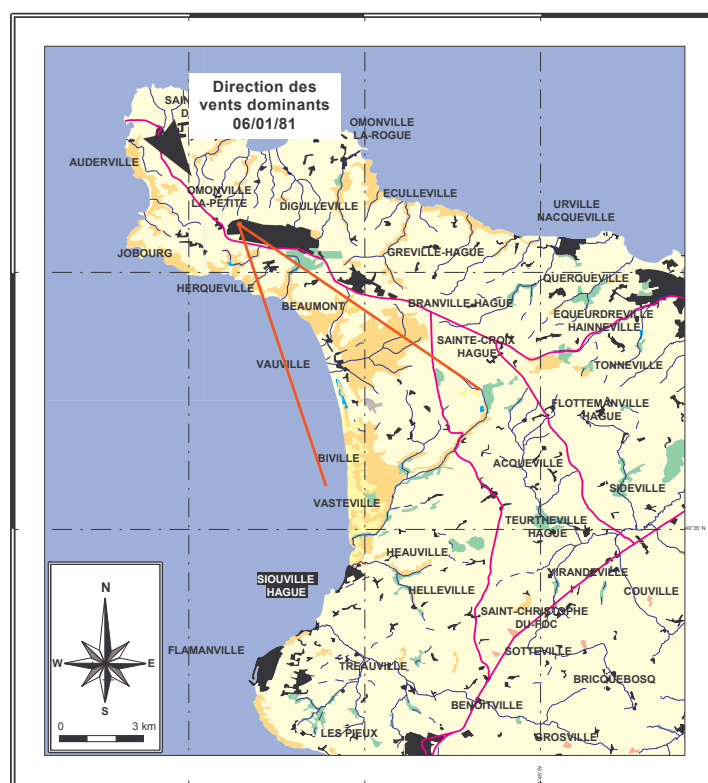 Direction des
vents dominants
06/01/81
OMONVILLE
LA-ROGUE
AUDERVILLE
OMONVILLE
LA-PETITE
ECULLEVILLE
DIGULLEVILLE
URVILLE
NACQUEVILLE
JOBOURG
GREVILLE-HAGUE
HERQUEVILLE
QUERQUEVILLE
BEAUMONT
BRANVILLE-HAGUE
EQUEURDREVILLE
HAINNEVILLE
SAINTE-CROIX
HAGUE
VAUVILLE
TONNEVILLE
FLOTTEMANVILLE
HAGUE
BIVILLE
ACQUEVILLE
SIDEVILLE
VASTEVILLE
TEURTHEVILLE
HAGUE
49°35' N
HEAUVILLE
SIOUVILLE
HAGUE
VIRANDEVILLE
HELLEVILLE
COUVILLE
SAINT-CHRISTOPHE
DU-FOC
FLAMANVILLE
SOTTEVILLE
TREAUVILLE
BRICQUEBOSQ
BENOITVILLE
LES PIEUX
GROSVILLE
N
W
E
S
0
3 km